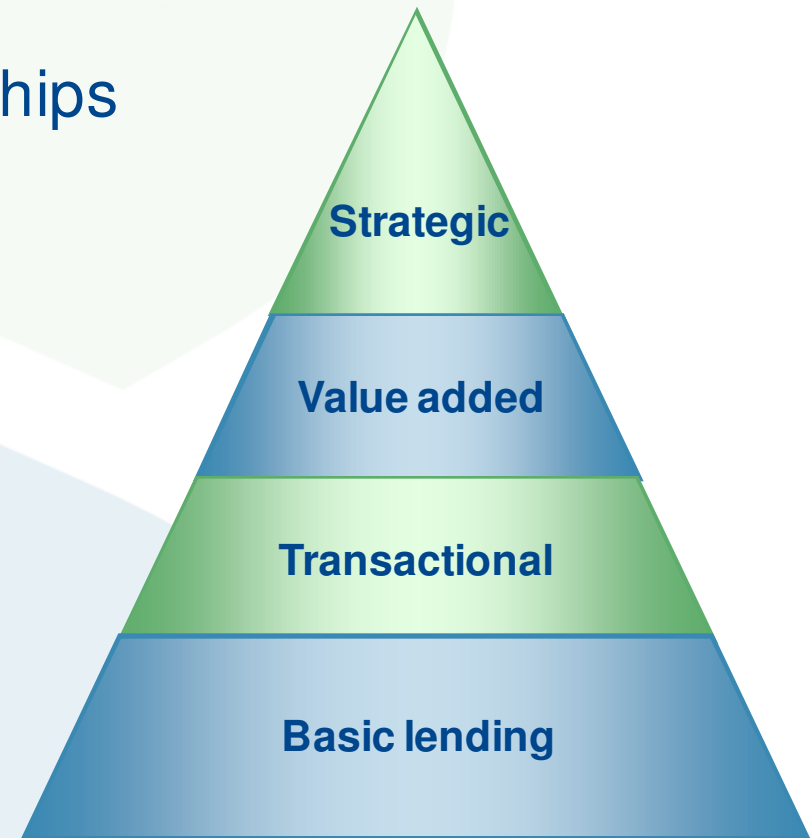 hips
Strategic
Value added
Transactional
Basic lending